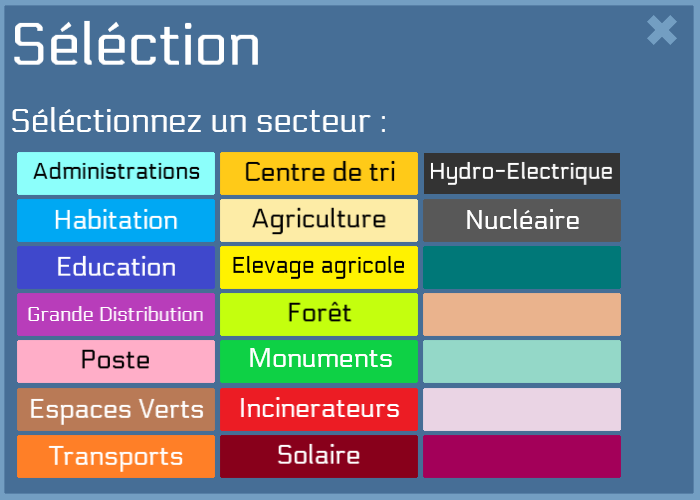 Séléction
Séléctionnez un secteur :
Administrations
Centre de tri
Hydro-Electrique
Habitation
Agriculture
Nucléaire
Education
Elevage agricole
Grande Distribution
Forêt
Poste
Monuments
Espaces Verts
Incinerateurs
Transports
Solaire